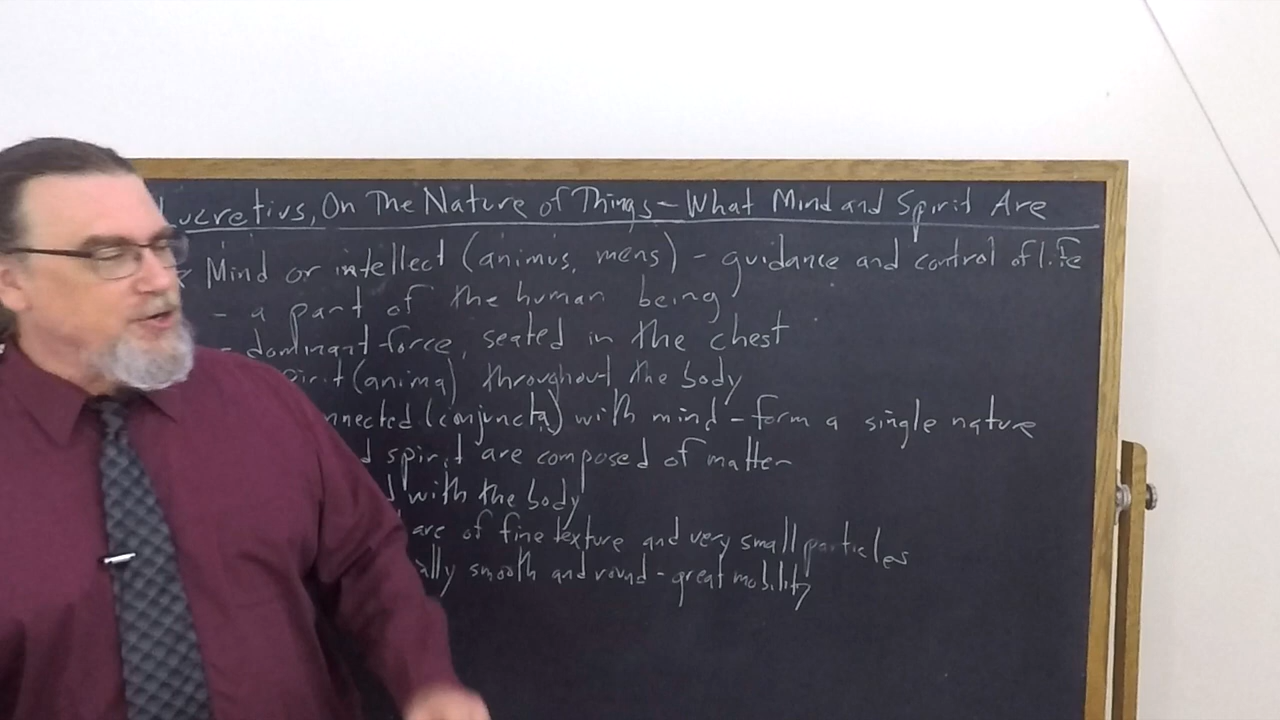 Lucretius, On The Nature of Things - What Mind and Spirit Are
Mind or intellect (animus, mens) - guidance and control of life
- a part of the human being
- dominant force, seated in the chest
(anima) throughout the body
(conjuncta) with mind - form a single nature
spirit are composed of matter
with the body
are of fine texture and very small particles
smooth and round - great mobility